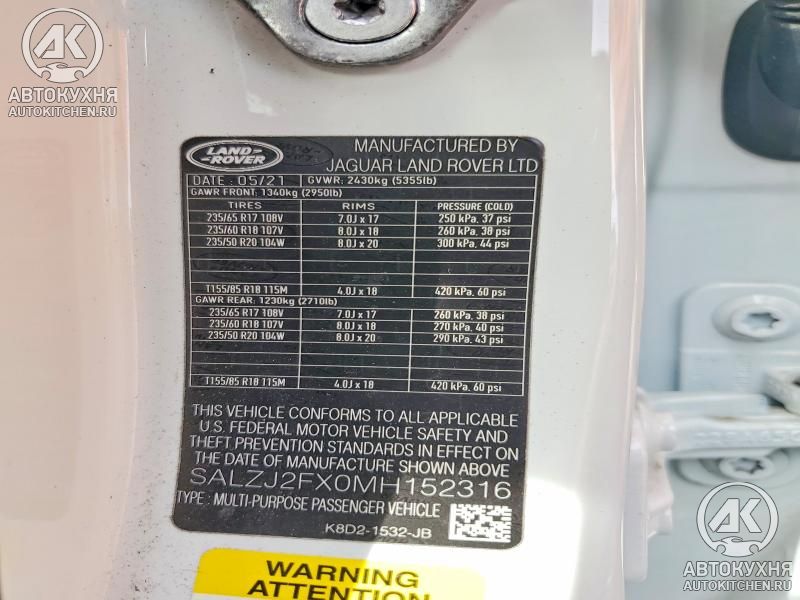 AK
АВТОКУХНЯ
AUTOKITCHEN.RU
LAND ROVER
MANUFACTURED BY
JAGUAR LAND ROVER LTD
DATE : 05/21 GVWR: 2430kg (5355lb)
GAWR FRONT: 1340kg (2950lb)
TIRES RIMS PRESSURE (COLD)
235/65 R17 108V 7.0J x 17 250 kPa, 37 psi
235/60 R18 107V 8.0J x 18 260 kPa, 38 psi
235/50 R20 104W 8.0J x 20 300 kPa, 44 psi
T155/85 R18 115M 4.0J x 18 420 kPa, 60 psi
GAWR REAR: 1230kg (2710lb)
235/65 R17 108V 7.0J x 17 260 kPa, 38 psi
235/60 R18 107V 8.0J x 18 270 kPa, 40 psi
235/50 R20 104W 8.0J x 20 290 kPa, 43 psi
T155/85 R18 115M 4.0J x 18 420 kPa, 60 psi
THIS VEHICLE CONFORMS TO ALL APPLICABLE
U.S. FEDERAL MOTOR VEHICLE SAFETY AND
THEFT PREVENTION STANDARDS IN EFFECT ON
THE DATE OF MANUFACTURE SHOWN ABOVE
SALZJ2FX0MH152316
TYPE : MULTI-PURPOSE PASSENGER VEHICLE
K8D2-1532-JB
WARNING
ATTENTION
AK
АВТОКУХНЯ
AUTOKITCHEN.RU